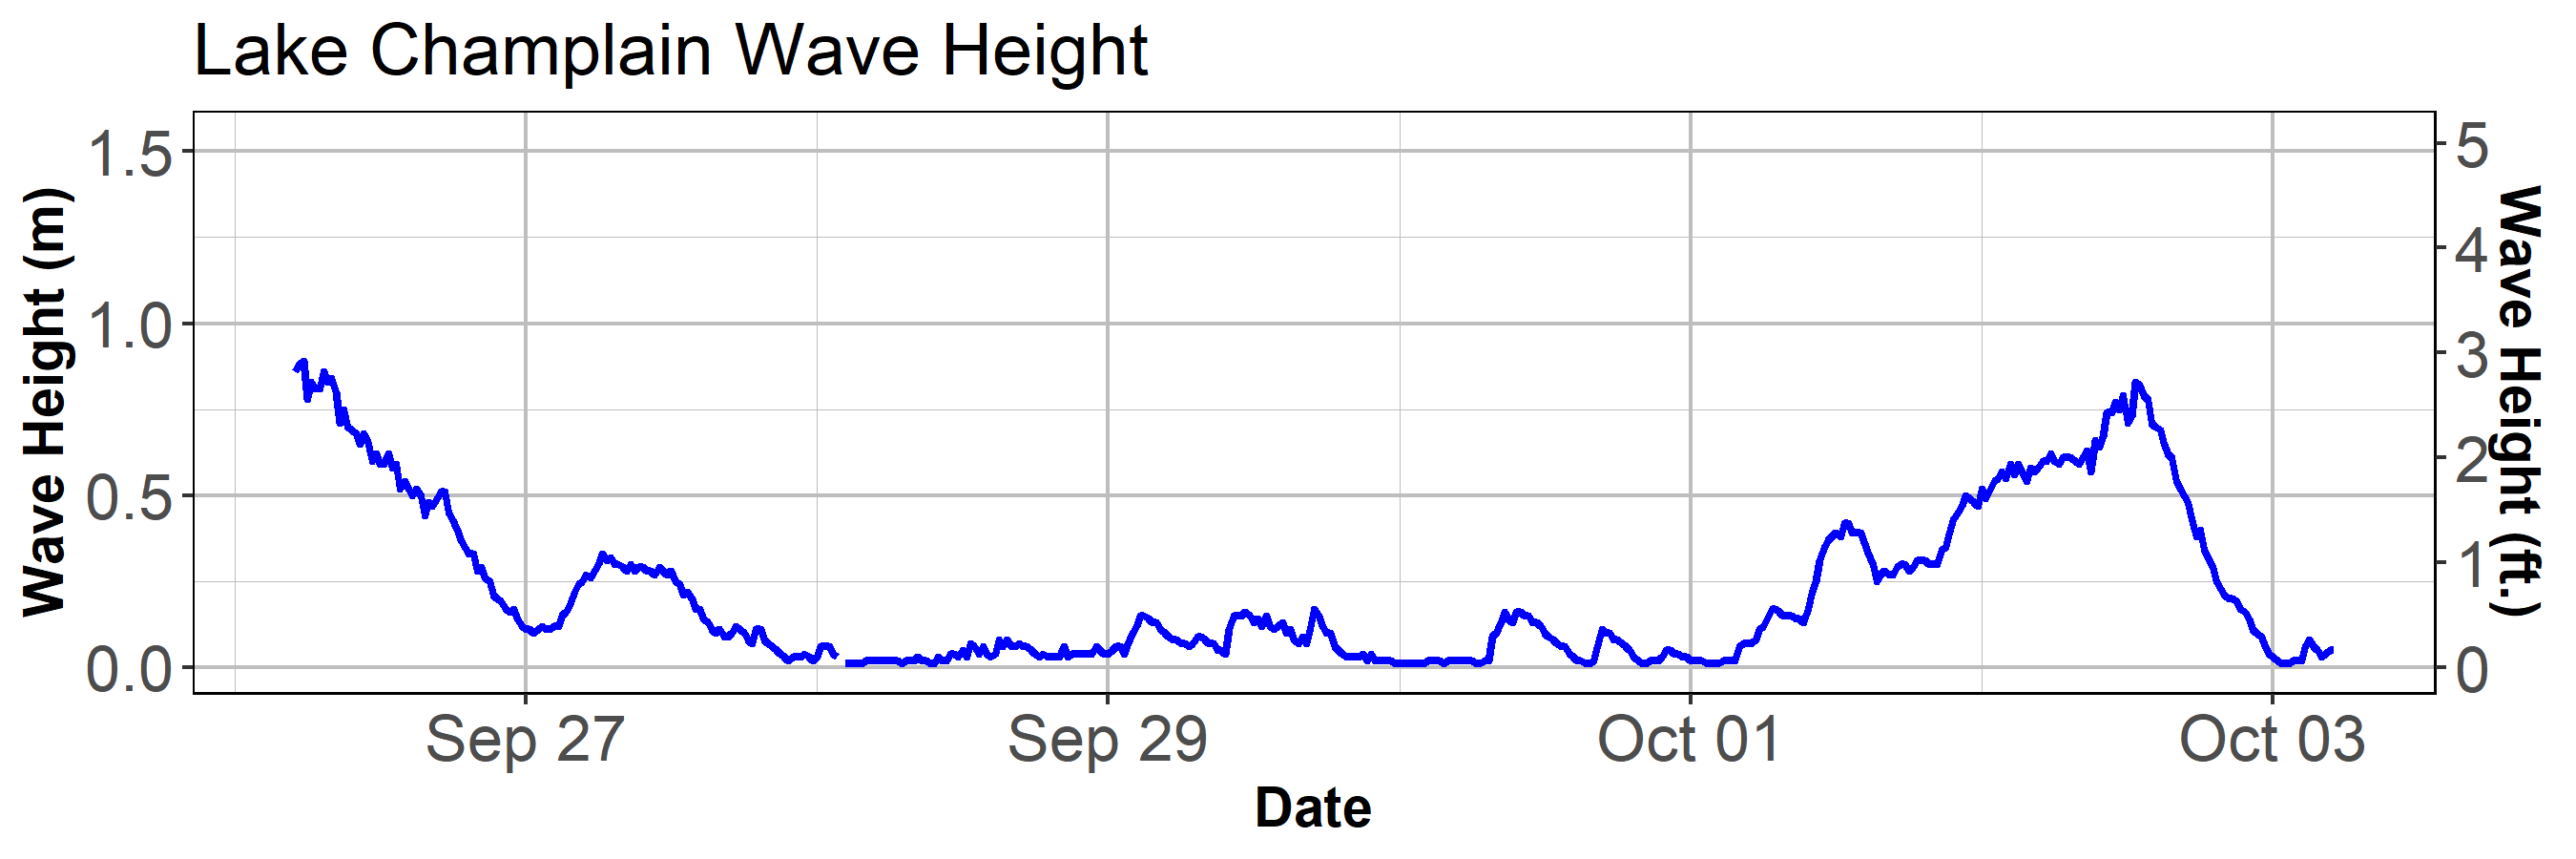 Lake Champlain Wave Height
Wave Height (m)
1.5
1.0
0.5
0.0
5
4
3
2
1
0
Wave Height (ft.)
Sep 27
Sep 29
Oct 01
Oct 03
Date